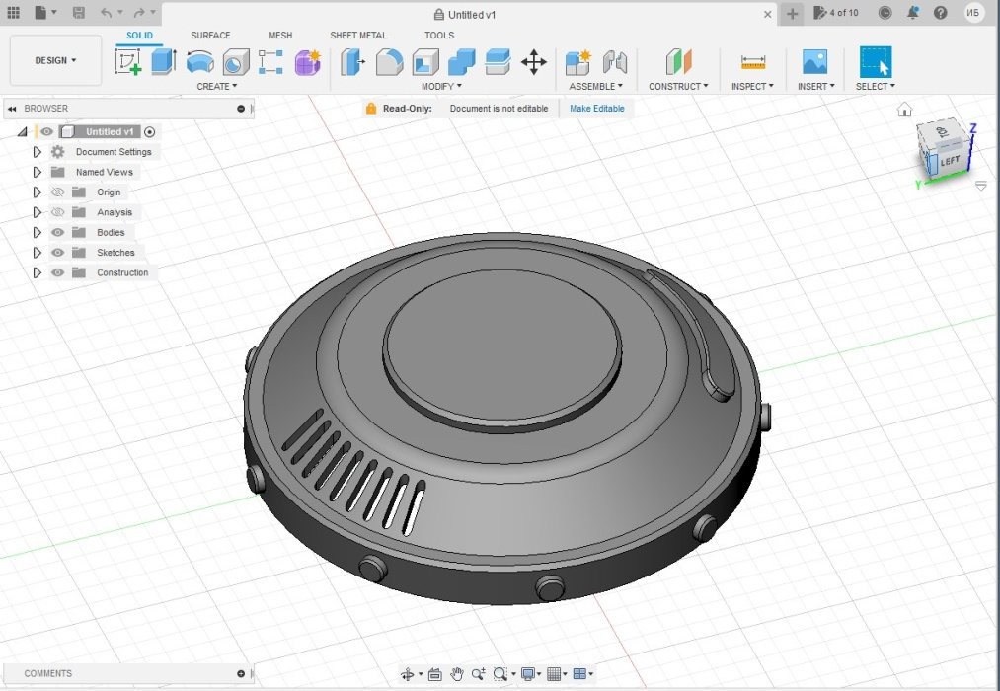 Untitled v1
4 of 10
ИБ
DESIGN
SOLID SURFACE MESH SHEET METAL TOOLS
CREATE MODIFY ASSEMBLE CONSTRUCT INSPECT INSERT SELECT
BROWSER
Read-Only: Document is not editable Make Editable
Untitled v1
Document Settings
Named Views
Origin
Analysis
Bodies
Sketches
Construction
TOP
LEFT
Z
Y
COMMENTS